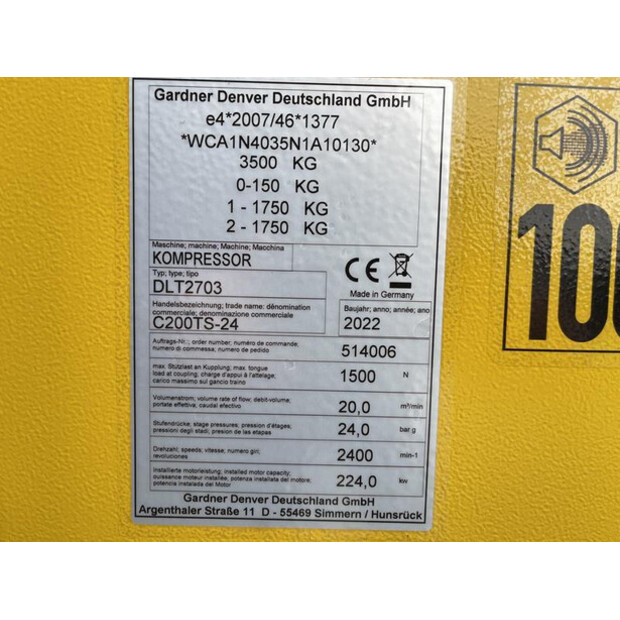 Gardner Denver Deutschland GmbH
e4*2007/46*1377
*WCA1N4035N1A10130*
3500 KG
0-150 KG
1 - 1750 KG
2 - 1750 KG
Maschine; machine; Machine; Macchina
KOMPRESSOR
Typ; type; tipo
DLT2703
Handelsbezeichnung; trade name: dénomination
commerciale; denominazione commerciale
C200TS-24
CE
Made in Germany
Baujahr; anno; année; ano
2022
Auftrags-Nr.; order number; numéro de commande;
numero di commessa; numero de pedido
514006
max. Stutzlast an Kupplung; max. tongue
load at coupling; charge d'appui à l'attelage;
carico massimo sul gancio traino
1500 N
Volumenstrom; volume rate of flow; debit-volume;
portate effettiva; caudal efectivo
20,0 m³/min
Stufendrücke; stage pressures; pression d'étages;
pressioni degli stadi; presion de las etapas
24,0 bar g
Drehzahl; speeds; vitesse; numero giri;
revoluciones
2400 min-1
Installierte motorleistung; installed motor capacity;
puissance moteur installée; potenza installata del motore;
potencia instalada del Motor
224,0 kw
Gardner Denver Deutschland GmbH
Argenthaler Straße 11 D - 55469 Simmern / Hunsrück